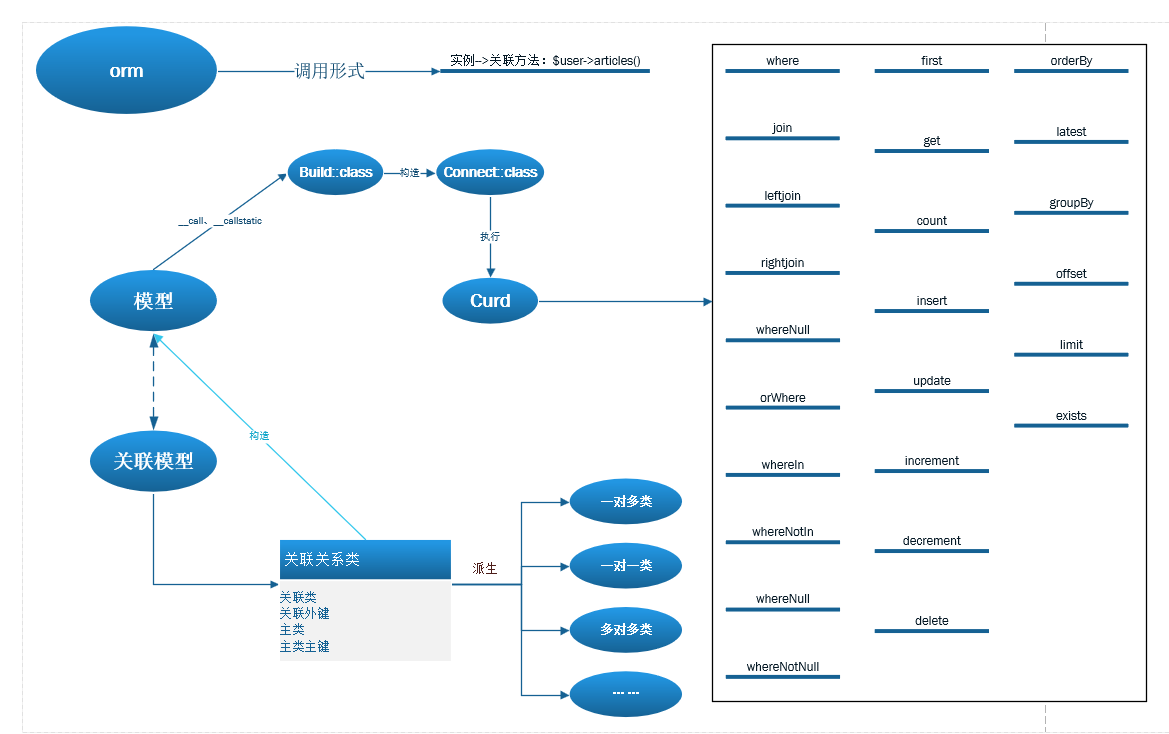 orm
调用形式
实例-->关联方法：$user->articles()
Build::class
构造
Connect::class
__call、__callstatic
执行
模型
Curd
关联模型
构造
关联关系类
关联类
关联外键
主类
主类主键
派生
一对多类
一对一类
多对多类
... ...
where
join
leftjoin
rightjoin
whereNull
orWhere
whereIn
whereNotIn
whereNull
whereNotNull
first
get
count
insert
update
increment
decrement
delete
orderBy
latest
groupBy
offset
limit
exists